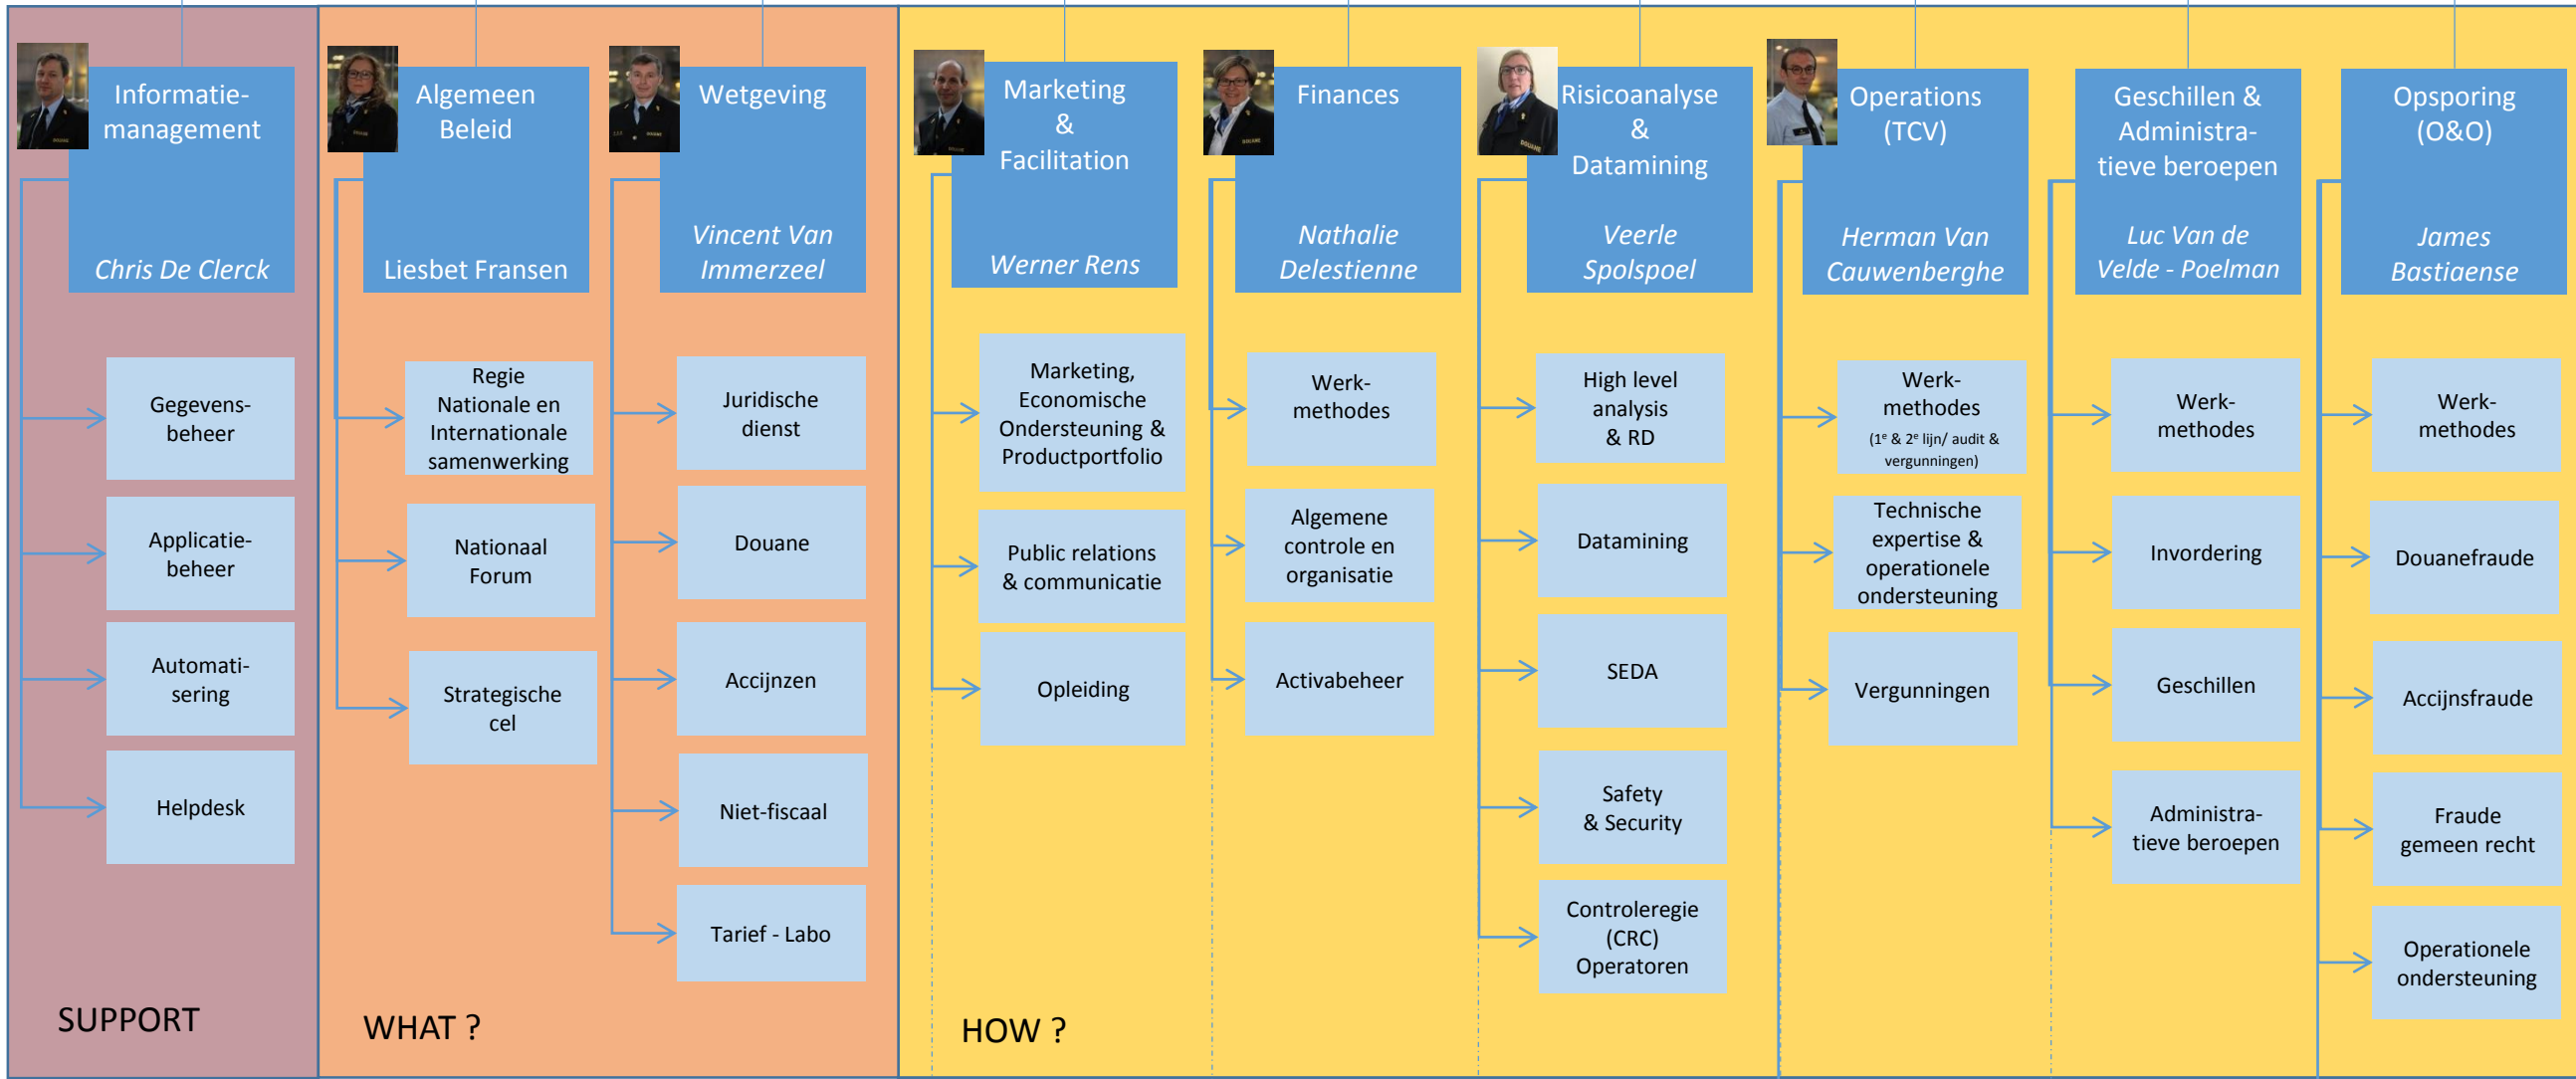 Informatie-
management
Chris De Clerck
Gegevens-
beheer
Applicatie-
beheer
Automati-
sering
Helpdesk
SUPPORT
Algemeen
Beleid
Liesbet Fransen
Regie
Nationale en
Internationale
samenwerking
Nationaal
Forum
Strategische
cel
Wetgeving
Vincent Van
Immerzeel
Juridische
dienst
Douane
Accijnzen
Niet-fiscaal
Tarief - Labo
WHAT ?
Marketing
&
Facilitation
Werner Rens
Marketing,
Economische
Ondersteuning &
Productportfolio
Public relations
& communicatie
Opleiding
Finances
Nathalie
Delestienne
Werk-
methodes
Algemene
controle en
organisatie
Activabeheer
Risicoanalyse
&
Datamining
Veerle
Spolspoel
High level
analysis
& RD
Datamining
SEDA
Safety
& Security
Controleregie
(CRC)
Operatoren
Operations
(TCV)
Herman Van
Cauwenberghe
Werk-
methodes
(1e & 2e lijn/ audit &
vergunningen)
Technische
expertise &
operationele
ondersteuning
Vergunningen
Geschillen &
Administra-
tieve beroepen
Luc Van de
Velde - Poelman
Werk-
methodes
Invordering
Geschillen
Administra-
tieve beroepen
Opsporing
(O&O)
James
Bastiaense
Werk-
methodes
Douanefraude
Accijnsfraude
Fraude
gemeen recht
Operationele
ondersteuning
HOW ?
DOUANE
DOUANE
DOUANE
DOUANE
DOUANE
DOUANE